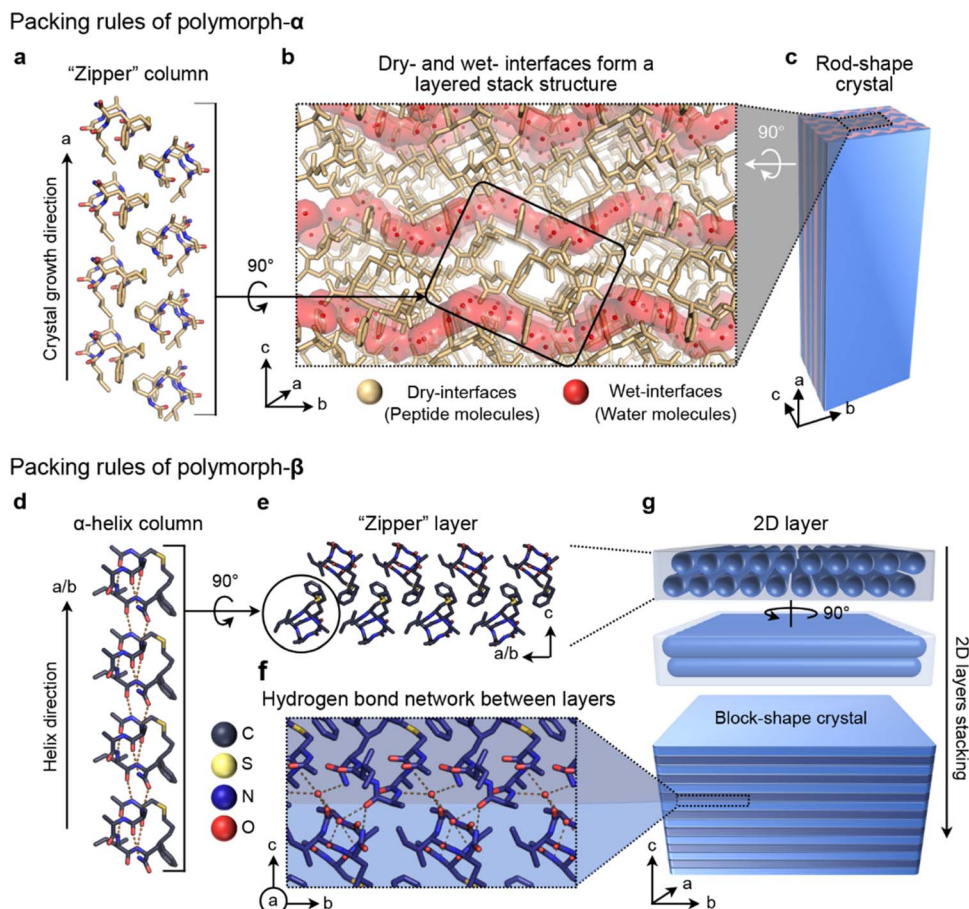 Packing rules of polymorph-α
a
"Zipper" column
a
Crystal growth direction
90°
b
Dry- and wet- interfaces form a
layered stack structure
c
a
b
Dry-interfaces
(Peptide molecules)
Wet-interfaces
(Water molecules)
90°
c
Rod-shape
crystal
a
c
b
Packing rules of polymorph-β
d
α-helix column
a/b
Helix direction
90°
C
S
N
O
e
"Zipper" layer
c
a/b
f
Hydrogen bond network between layers
c
a
b
g
2D layer
90°
Block-shape crystal
2D layers stacking
c
a
b